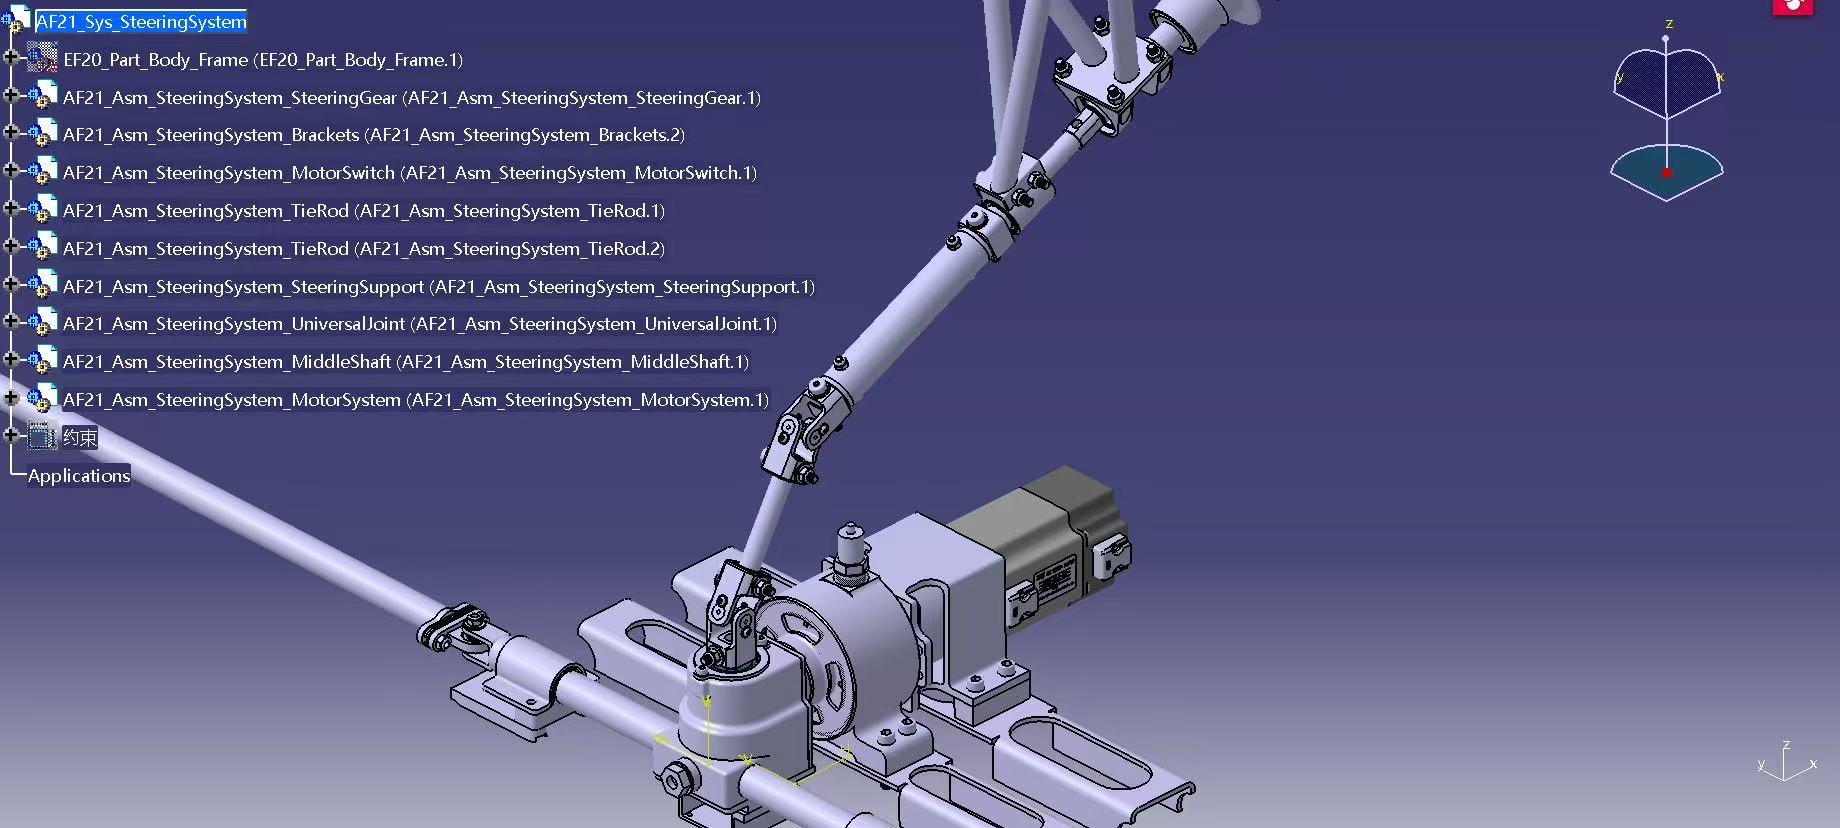 AF21_Sys_SteeringSystem
EF20_Part_Body_Frame (EF20_Part_Body_Frame.1)
AF21_Asm_SteeringSystem_SteeringGear (AF21_Asm_SteeringSystem_SteeringGear.1)
AF21_Asm_SteeringSystem_Brackets (AF21_Asm_SteeringSystem_Brackets.2)
AF21_Asm_SteeringSystem_MotorSwitch (AF21_Asm_SteeringSystem_MotorSwitch.1)
AF21_Asm_SteeringSystem_TieRod (AF21_Asm_SteeringSystem_TieRod.1)
AF21_Asm_SteeringSystem_TieRod (AF21_Asm_SteeringSystem_TieRod.2)
AF21_Asm_SteeringSystem_SteeringSupport (AF21_Asm_SteeringSystem_SteeringSupport.1)
AF21_Asm_SteeringSystem_UniversalJoint (AF21_Asm_SteeringSystem_UniversalJoint.1)
AF21_Asm_SteeringSystem_MiddleShaft (AF21_Asm_SteeringSystem_MiddleShaft.1)
AF21_Asm_SteeringSystem_MotorSystem (AF21_Asm_SteeringSystem_MotorSystem.1)
约束
Applications
z
y x
z
y x